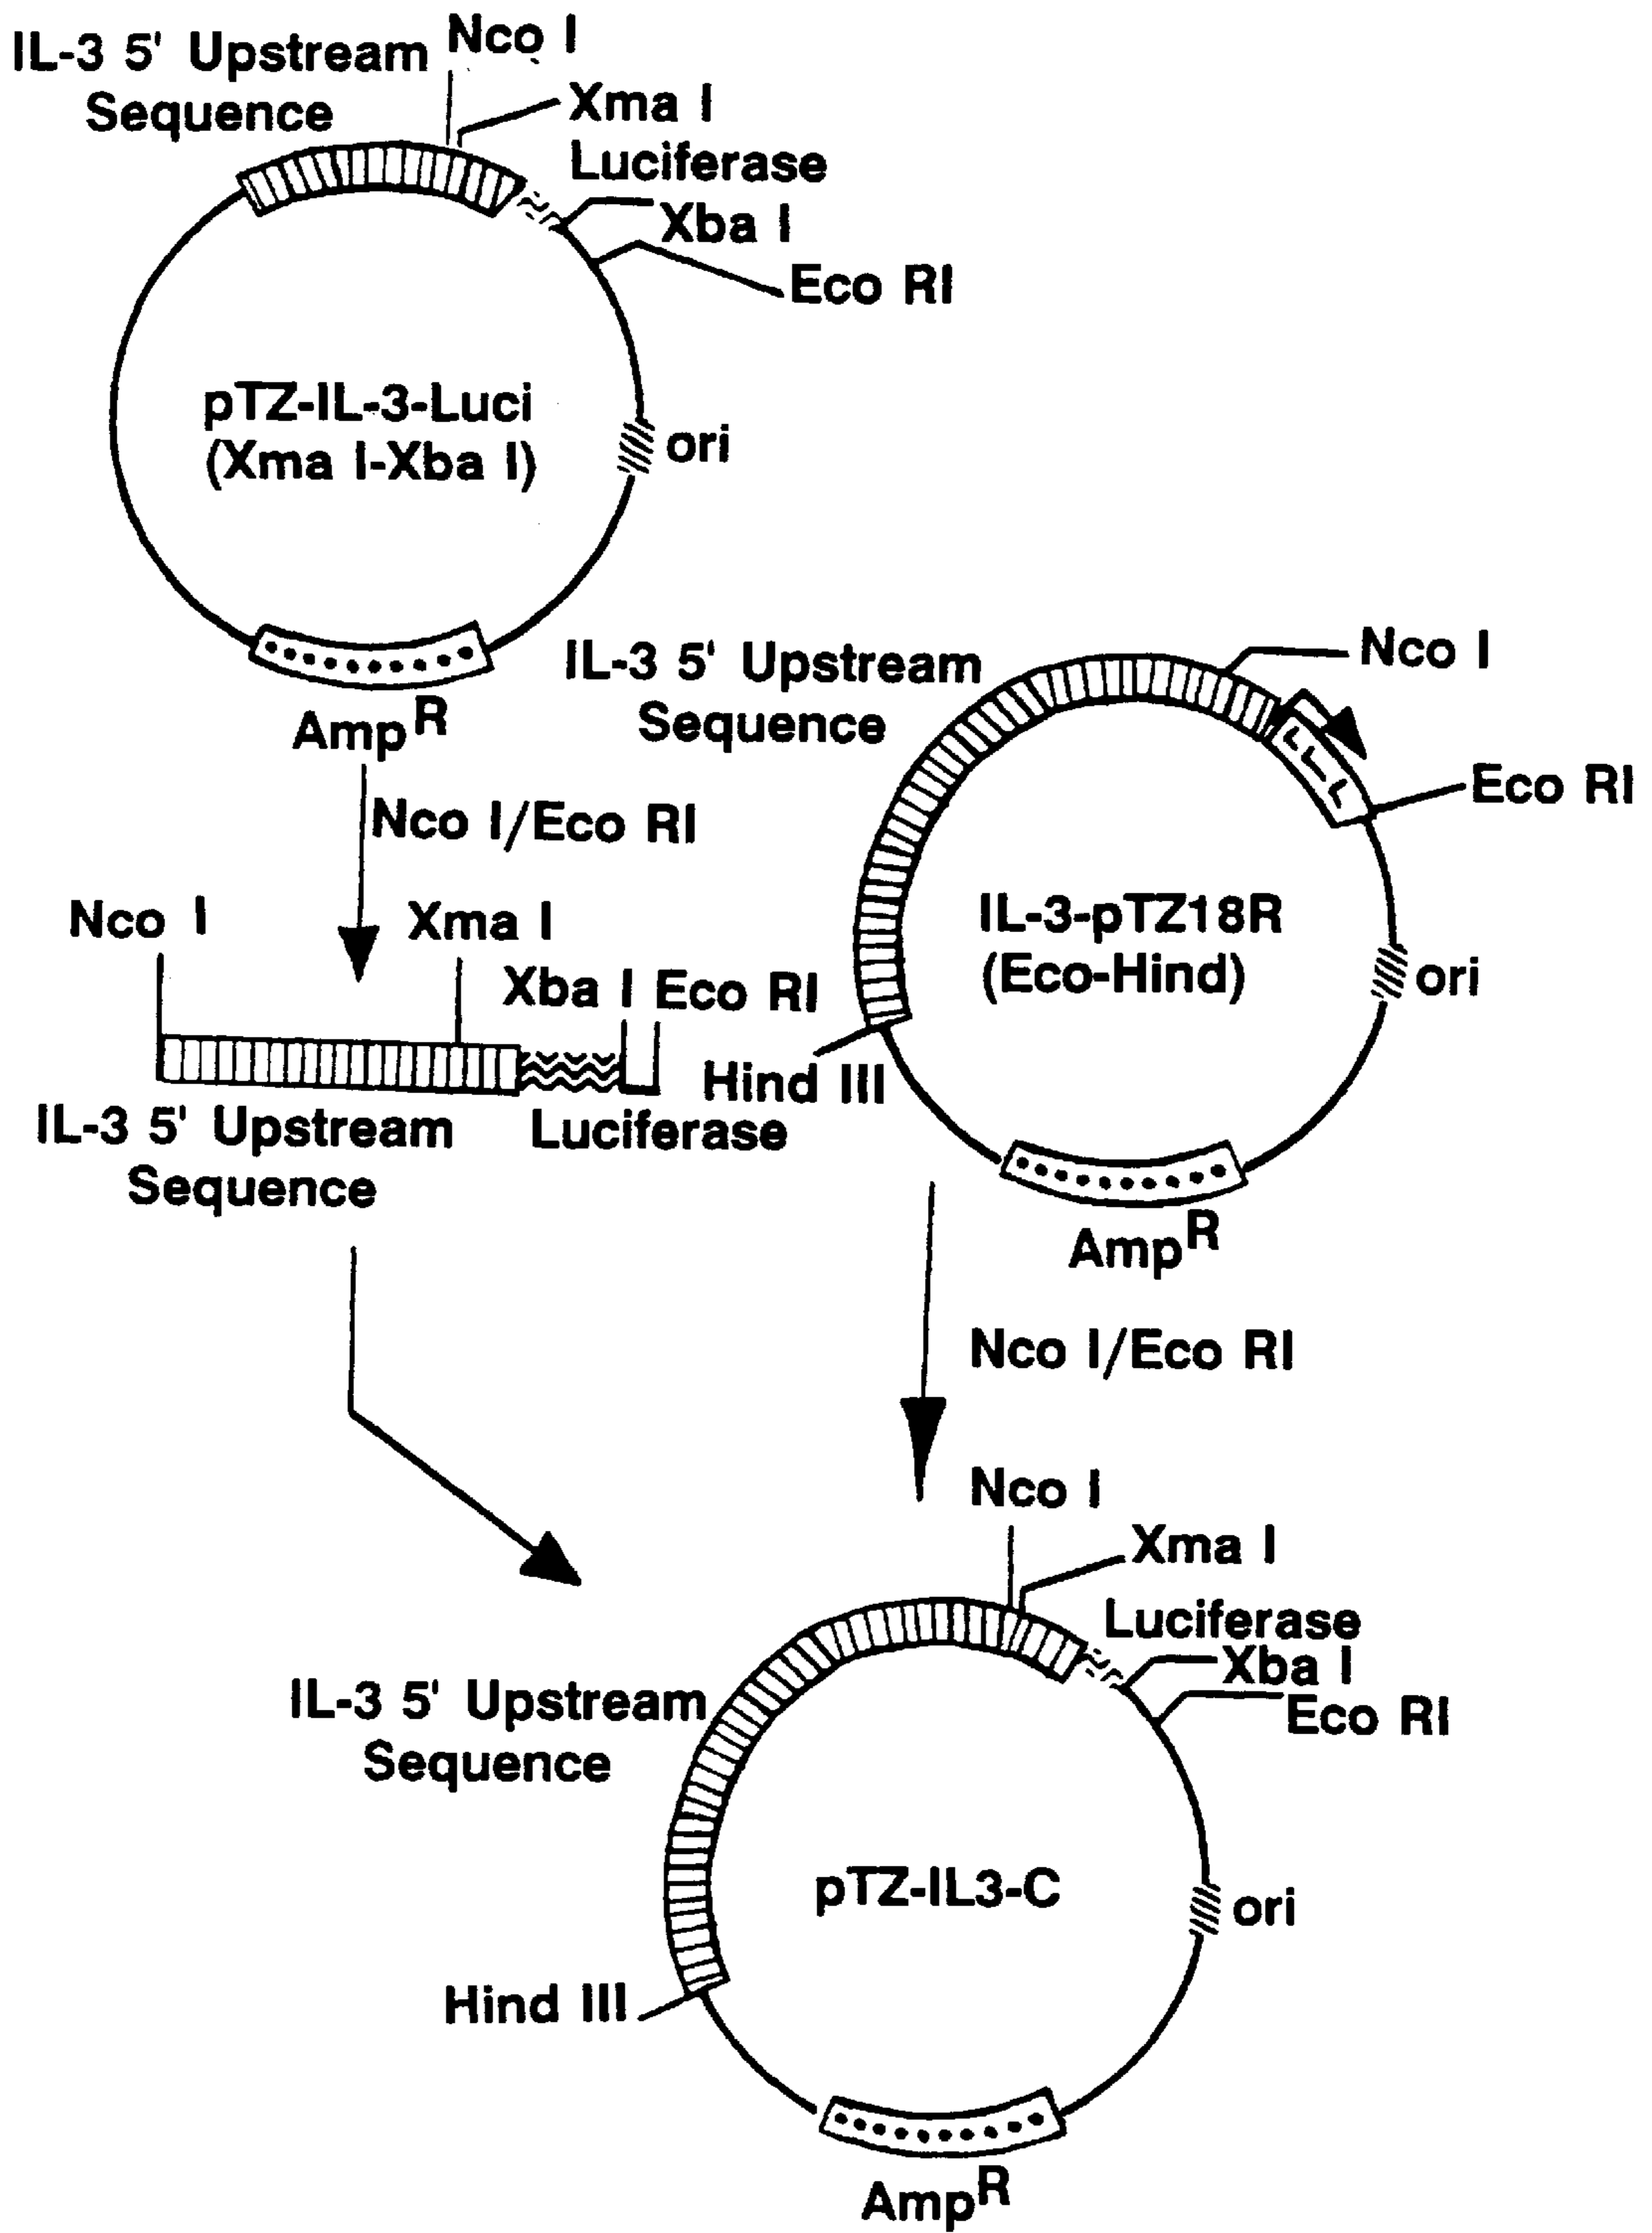 IL-3 5' Upstream
Sequence
Nco I
Xma I
Luciferase
Xba I
Eco RI
pTZ-IL-3-Luci
(Xma I-Xba I)
ori
Amp R
Nco I/Eco RI
Nco I
Xma I
Xba I
Eco RI
IL-3 5' Upstream
Sequence
Luciferase
IL-3 5' Upstream
Sequence
Nco I
Eco RI
IL-3-pTZ18R
(Eco-Hind)
ori
Hind III
Amp R
Nco I/Eco RI
Nco I
Xma I
Luciferase
Xba I
Eco RI
IL-3 5' Upstream
Sequence
pTZ-IL3-C
ori
Hind III
Amp R